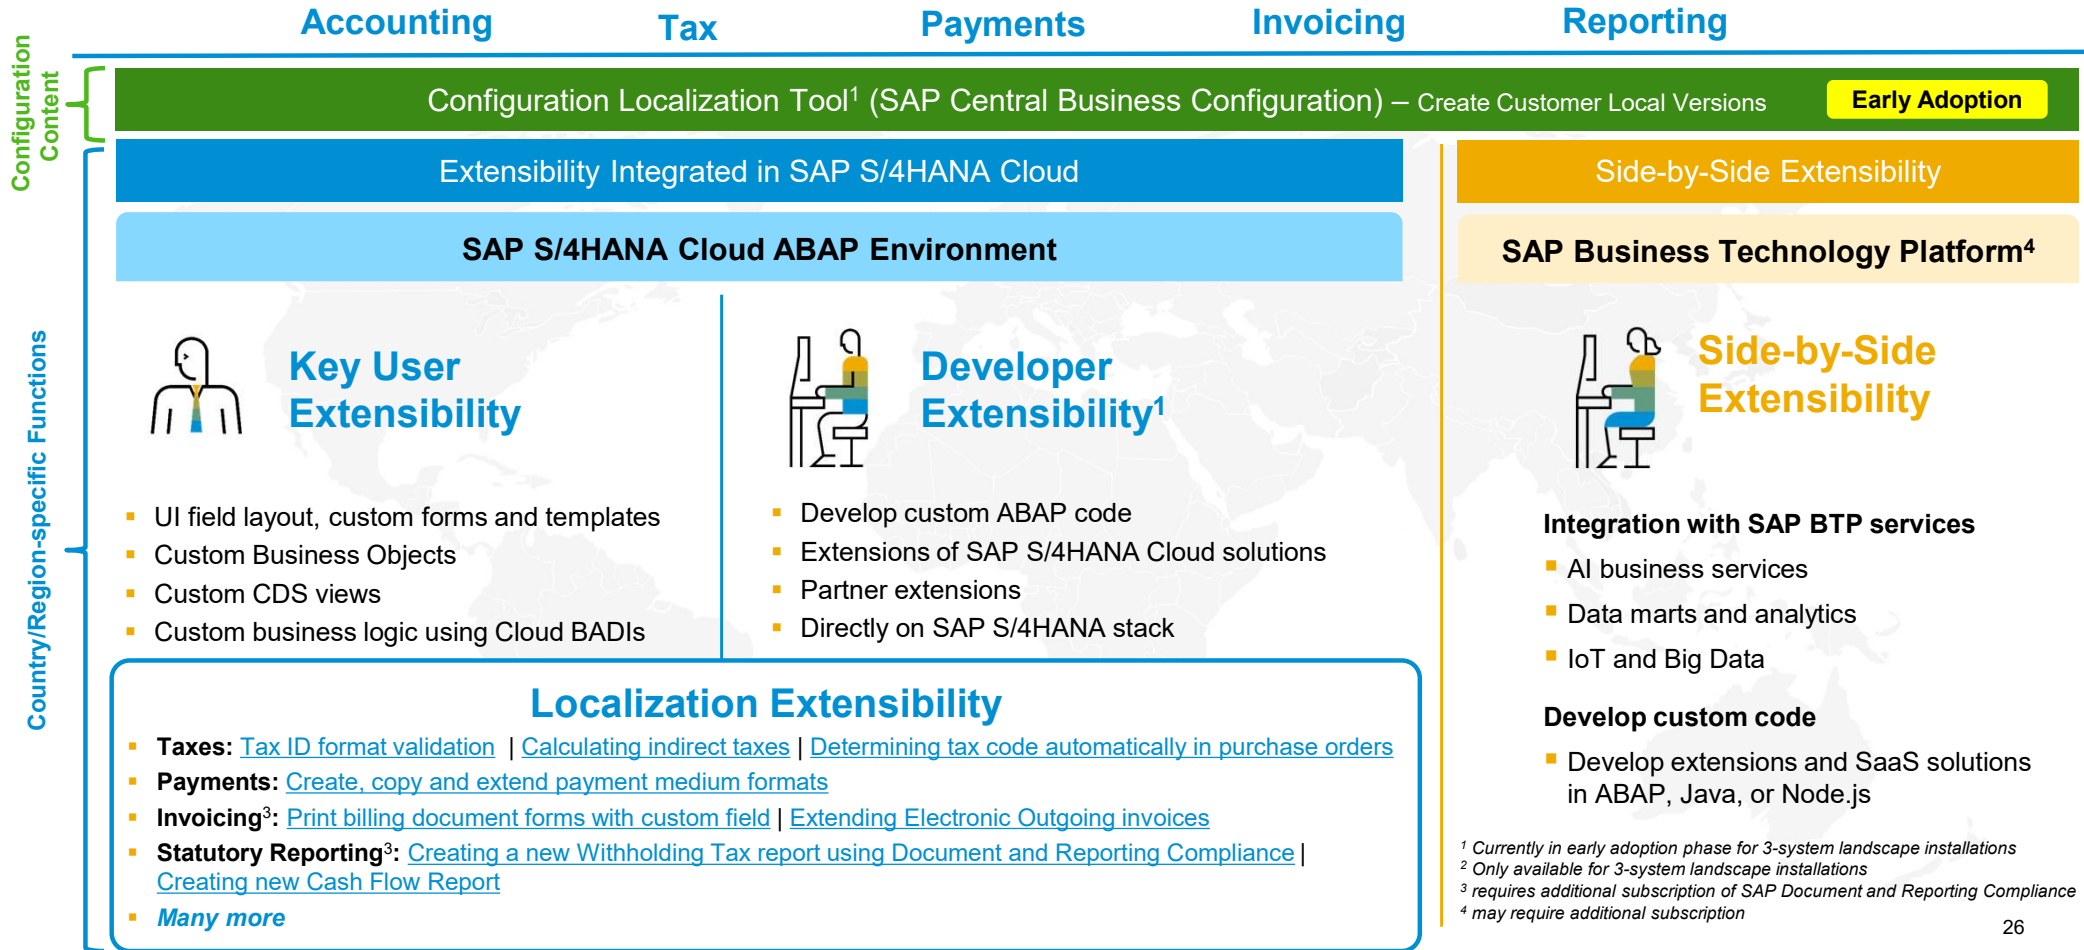 Accounting Tax Payments Invoicing Reporting
Configuration
Content
Configuration Localization Tool¹ (SAP Central Business Configuration) – Create Customer Local Versions
Early Adoption
Country/Region-specific Functions
Extensibility Integrated in SAP S/4HANA Cloud
SAP S/4HANA Cloud ABAP Environment
Key User
Extensibility
▪ UI field layout, custom forms and templates
▪ Custom Business Objects
▪ Custom CDS views
▪ Custom business logic using Cloud BADIs
Developer
Extensibility¹
▪ Develop custom ABAP code
▪ Extensions of SAP S/4HANA Cloud solutions
▪ Partner extensions
▪ Directly on SAP S/4HANA stack
Localization Extensibility
▪ Taxes: Tax ID format validation | Calculating indirect taxes | Determining tax code automatically in purchase orders
▪ Payments: Create, copy and extend payment medium formats
▪ Invoicing³: Print billing document forms with custom field | Extending Electronic Outgoing invoices
▪ Statutory Reporting³: Creating a new Withholding Tax report using Document and Reporting Compliance |
Creating new Cash Flow Report
▪ Many more
Side-by-Side Extensibility
SAP Business Technology Platform⁴
Side-by-Side
Extensibility
Integration with SAP BTP services
▪ AI business services
▪ Data marts and analytics
▪ IoT and Big Data
Develop custom code
▪ Develop extensions and SaaS solutions
in ABAP, Java, or Node.js
¹ Currently in early adoption phase for 3-system landscape installations
² Only available for 3-system landscape installations
³ requires additional subscription of SAP Document and Reporting Compliance
⁴ may require additional subscription
26